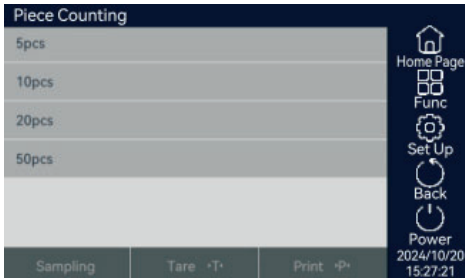 Piece Counting
5pcs
10pcs
20pcs
50pcs
Sampling
Tare •T•
Print •P•
Home Page
Func
Set Up
Back
Power
2024/10/20
15:27:21